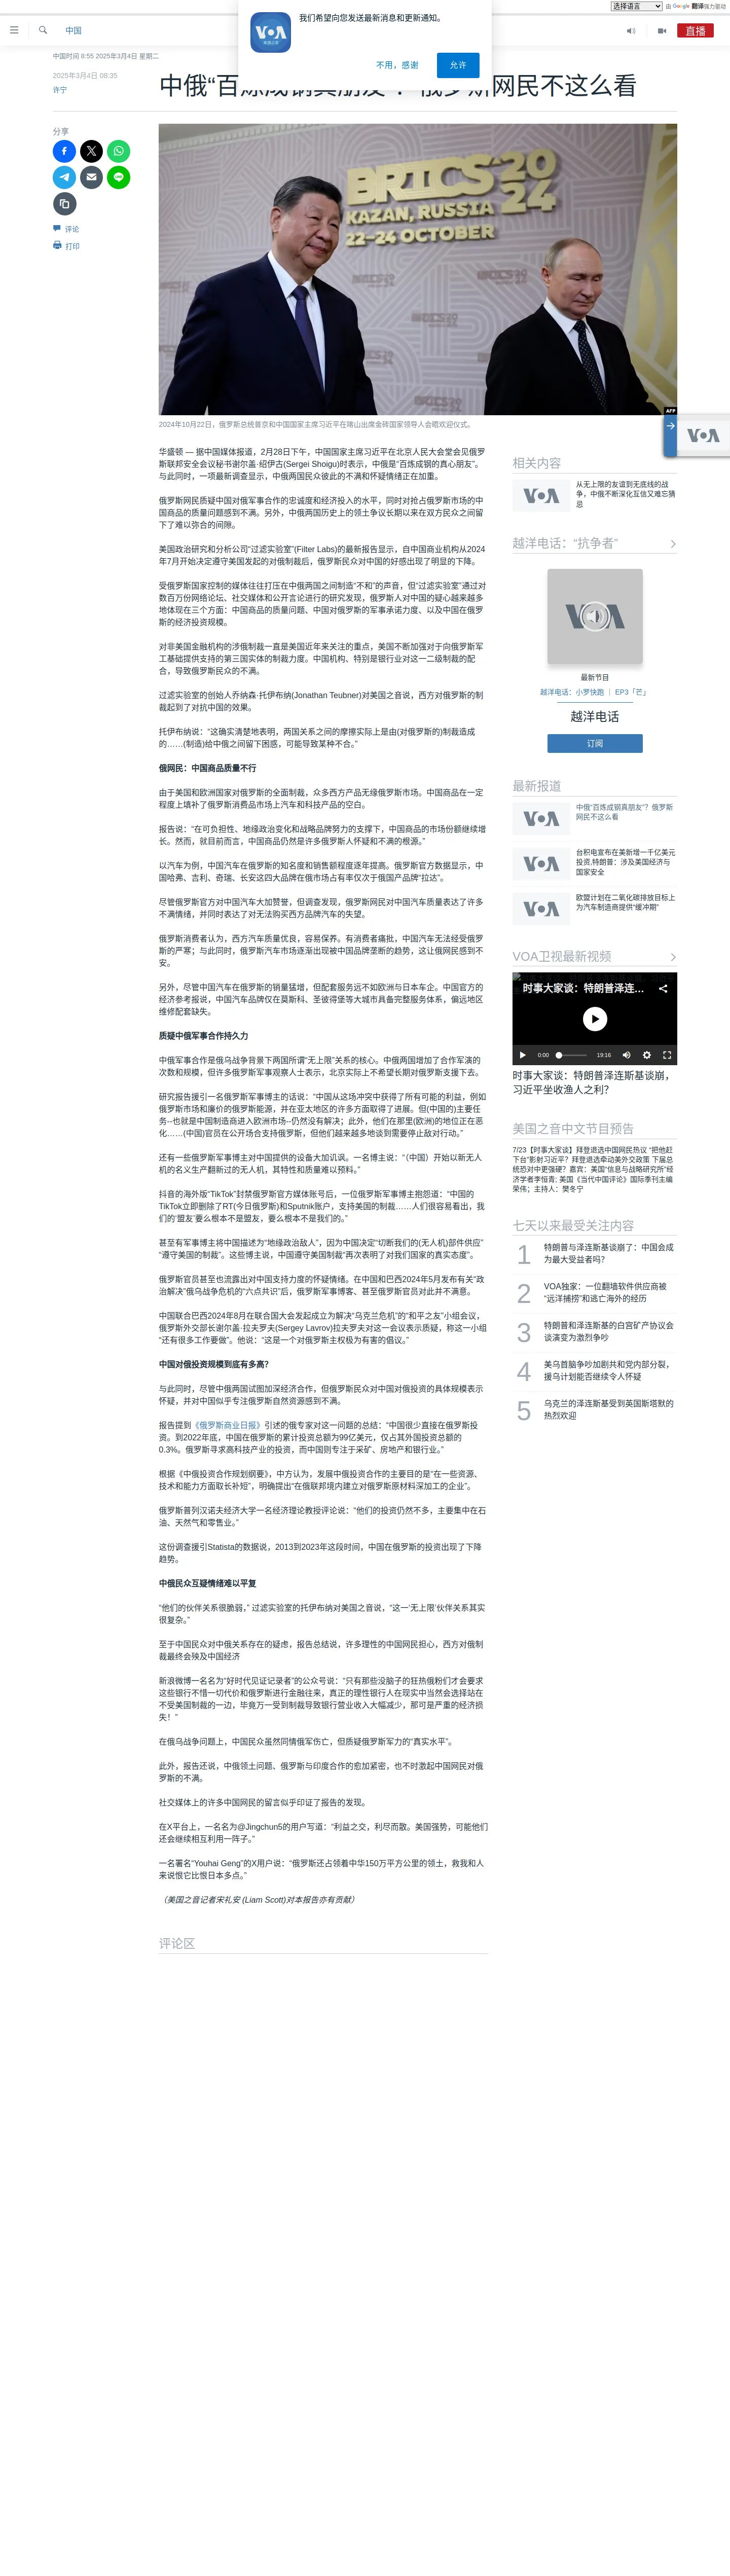 选择语言 由 Google 翻译强力驱动
我们希望向您发送最新消息和更新通知。
不用，感谢
允许
中国
直播
中国时间 8:55 2025年3月4日 星期二
2025年3月4日 08:35
许宁
网民不这么看
分享
评论
打印
BRICS
KAZAN, RUSSIA
22–24 OCTOBER
AFP
2024年10月22日，俄罗斯总统普京和中国国家主席习近平在喀山出席金砖国家领导人会晤欢迎仪式。
华盛顿 — 据中国媒体报道，2月28日下午，中国国家主席习近平在北京人民大会堂会见俄罗斯联邦安全会议秘书谢尔盖·绍伊古(Sergei Shoigu)时表示，中俄是“百炼成钢的真心朋友”。与此同时，一项最新调查显示，中俄两国民众彼此的不满和怀疑情绪正在加重。
俄罗斯网民质疑中国对俄军事合作的忠诚度和经济投入的水平，同时对抢占俄罗斯市场的中国商品的质量问题感到不满。另外，中俄两国历史上的领土争议长期以来在双方民众之间留下了难以弥合的间隙。
美国政治研究和分析公司“过滤实验室”(Filter Labs)的最新报告显示，自中国商业机构从2024年7月开始决定遵守美国发起的对俄制裁后，俄罗斯民众对中国的好感出现了明显的下降。
受俄罗斯国家控制的媒体往往打压在中俄两国之间制造“不和”的声音，但“过滤实验室”通过对数百万份网络论坛、社交媒体和公开言论进行的研究发现，俄罗斯人对中国的疑心越来越多地体现在三个方面：中国商品的质量问题、中国对俄罗斯的军事承诺力度、以及中国在俄罗斯的经济投资规模。
对非美国金融机构的涉俄制裁一直是美国近年来关注的重点，美国不断加强对于向俄罗斯军工基础提供支持的第三国实体的制裁力度。中国机构、特别是银行业对这一二级制裁的配合，导致俄罗斯民众的不满。
过滤实验室的创始人乔纳森·托伊布纳(Jonathan Teubner)对美国之音说，西方对俄罗斯的制裁起到了对抗中国的效果。
托伊布纳说：“这确实清楚地表明，两国关系之间的摩擦实际上是由(对俄罗斯的)制裁造成的……(制造)给中俄之间留下困惑，可能导致某种不合。”
俄网民：中国商品质量不行
由于美国和欧洲国家对俄罗斯的全面制裁，众多西方产品无缘俄罗斯市场。中国商品在一定程度上填补了俄罗斯消费品市场上汽车和科技产品的空白。
报告说：“在可负担性、地缘政治变化和战略品牌努力的支撑下，中国商品的市场份额继续增长。然而，就目前而言，中国商品仍然是许多俄罗斯人怀疑和不满的根源。”
以汽车为例，中国汽车在俄罗斯的知名度和销售额程度逐年提高。俄罗斯官方数据显示，中国哈弗、吉利、奇瑞、长安这四大品牌在俄市场占有率仅次于俄国产品牌“拉达”。
尽管俄罗斯官方对中国汽车大加赞誉，但调查发现，俄罗斯网民对中国汽车质量表达了许多不满情绪，并同时表达了对无法购买西方品牌汽车的失望。
俄罗斯消费者认为，西方汽车质量优良，容易保养。有消费者痛批，中国汽车无法经受俄罗斯的严寒；与此同时，俄罗斯汽车市场逐渐出现被中国品牌垄断的趋势，这让俄网民感到不安。
另外，尽管中国汽车在俄罗斯的销量猛增，但配套服务远不如欧洲与日本车企。中国官方的经济参考报说，中国汽车品牌仅在莫斯科、圣彼得堡等大城市具备完整服务体系，偏远地区维修配套缺失。
质疑中俄军事合作持久力
中俄军事合作是俄乌战争背景下两国所谓“无上限”关系的核心。中俄两国增加了合作军演的次数和规模，但许多俄罗斯军事观察人士表示，北京实际上不希望长期对俄罗斯支援下去。
研究报告援引一名俄罗斯军事博主的话说：“中国从这场冲突中获得了所有可能的利益，例如俄罗斯市场和廉价的俄罗斯能源，并在亚太地区的许多方面取得了进展。但(中国的)主要任务--也就是中国制造商进入欧洲市场--仍然没有解决；此外，他们在那里(欧洲)的地位正在恶化……(中国)官员在公开场合支持俄罗斯，但他们越来越多地谈到需要停止敌对行动。”
还有一些俄罗斯军事博主对中国提供的设备大加讥讽。一名博主说：“（中国）开始以新无人机的名义生产翻新过的无人机，其特性和质量难以预料。”
抖音的海外版“TikTok”封禁俄罗斯官方媒体账号后，一位俄罗斯军事博主抱怨道：“中国的TikTok立即删除了RT(今日俄罗斯)和Sputnik账户，支持美国的制裁……人们很容易看出，我们的‘盟友’要么根本不是盟友，要么根本不是我们的。”
甚至有军事博主将中国描述为“地缘政治敌人”，因为中国决定“切断我们的(无人机)部件供应”“遵守美国的制裁”。这些博主说，中国遵守美国制裁“再次表明了对我们国家的真实态度”。
俄罗斯官员甚至也流露出对中国支持力度的怀疑情绪。在中国和巴西2024年5月发布有关“政治解决”俄乌战争危机的“六点共识”后，俄罗斯军事博客、甚至俄罗斯官员对此并不满意。
中国联合巴西2024年8月在联合国大会发起成立为解决“乌克兰危机”的“和平之友”小组会议，俄罗斯外交部长谢尔盖·拉夫罗夫(Sergey Lavrov)拉夫罗夫对这一会议表示质疑，称这一小组“还有很多工作要做”。他说：“这是一个对俄罗斯主权极为有害的倡议。”
中国对俄投资规模到底有多高?
与此同时，尽管中俄两国试图加深经济合作，但俄罗斯民众对中国对俄投资的具体规模表示怀疑，并对中国似乎专注俄罗斯自然资源感到不满。
报告提到《俄罗斯商业日报》引述的俄专家对这一问题的总结：“中国很少直接在俄罗斯投资。到2022年底，中国在俄罗斯的累计投资总额为99亿美元，仅占其外国投资总额的0.3%。俄罗斯寻求高科技产业的投资，而中国则专注于采矿、房地产和银行业。”
根据《中俄投资合作规划纲要》，中方认为，发展中俄投资合作的主要目的是“在一些资源、技术和能力方面取长补短”，明确提出“在俄联邦境内建立对俄罗斯原材料深加工的企业”。
俄罗斯普列汉诺夫经济大学一名经济理论教授评论说：“他们的投资仍然不多，主要集中在石油、天然气和零售业。”
这份调查援引Statista的数据说，2013到2023年这段时间，中国在俄罗斯的投资出现了下降趋势。
中俄民众互疑情绪难以平复
“他们的伙伴关系很脆弱，” 过滤实验室的托伊布纳对美国之音说，“这一‘无上限’伙伴关系其实很复杂。”
至于中国民众对中俄关系存在的疑虑，报告总结说，许多理性的中国网民担心，西方对俄制裁最终会殃及中国经济
新浪微博一名名为“好时代见证记录者”的公众号说：“只有那些没脑子的狂热俄粉们才会要求这些银行不惜一切代价和俄罗斯进行金融往来，真正的理性银行人在现实中当然会选择站在不受美国制裁的一边，毕竟万一受到制裁导致银行营业收入大幅减少，那可是严重的经济损失！”
在俄乌战争问题上，中国民众虽然同情俄军伤亡，但质疑俄罗斯军力的“真实水平”。
此外，报告还说，中俄领土问题、俄罗斯与印度合作的愈加紧密，也不时激起中国网民对俄罗斯的不满。
社交媒体上的许多中国网民的留言似乎印证了报告的发现。
在X平台上，一名名为@Jingchun5的用户写道：“利益之交，利尽而散。美国强势，可能他们还会继续相互利用一阵子。”
一名署名“Youhai Geng”的X用户说：“俄罗斯还占领着中华150万平方公里的领土，救我和人来说恨它比恨日本多点。”
（美国之音记者宋礼安 (Liam Scott)对本报告亦有贡献）
评论区
相关内容
从无上限的友谊到无底线的战争，中俄不断深化互信又难忘猜忌
越洋电话：“抗争者”
最新节目
越洋电话：小罗快跑 ｜ EP3「芒」
越洋电话
订阅
最新报道
中俄“百炼成钢真朋友”？俄罗斯网民不这么看
台积电宣布在美新增一千亿美元投资,特朗普：涉及美国经济与国家安全
欧盟计划在二氧化碳排放目标上为汽车制造商提供“缓冲期”
VOA卫视最新视频
时事大家谈：特朗普泽连...
0:00 19:16
时事大家谈：特朗普泽连斯基谈崩，习近平坐收渔人之利？
美国之音中文节目预告
7/23【时事大家谈】拜登退选中国网民热议 “把他赶下台”影射习近平？拜登退选牵动美外交政策 下届总统恐对中更强硬？嘉宾：美国“信息与战略研究所”经济学者李恒青; 美国《当代中国评论》国际季刊主编荣伟；主持人：樊冬宁
七天以来最受关注内容
1 特朗普与泽连斯基谈崩了：中国会成为最大受益者吗？
2 VOA独家：一位翻墙软件供应商被“远洋捕捞”和逃亡海外的经历
3 特朗普和泽连斯基的白宫矿产协议会谈演变为激烈争吵
4 美乌首脑争吵加剧共和党内部分裂，援乌计划能否继续令人怀疑
5 乌克兰的泽连斯基受到英国斯塔默的热烈欢迎